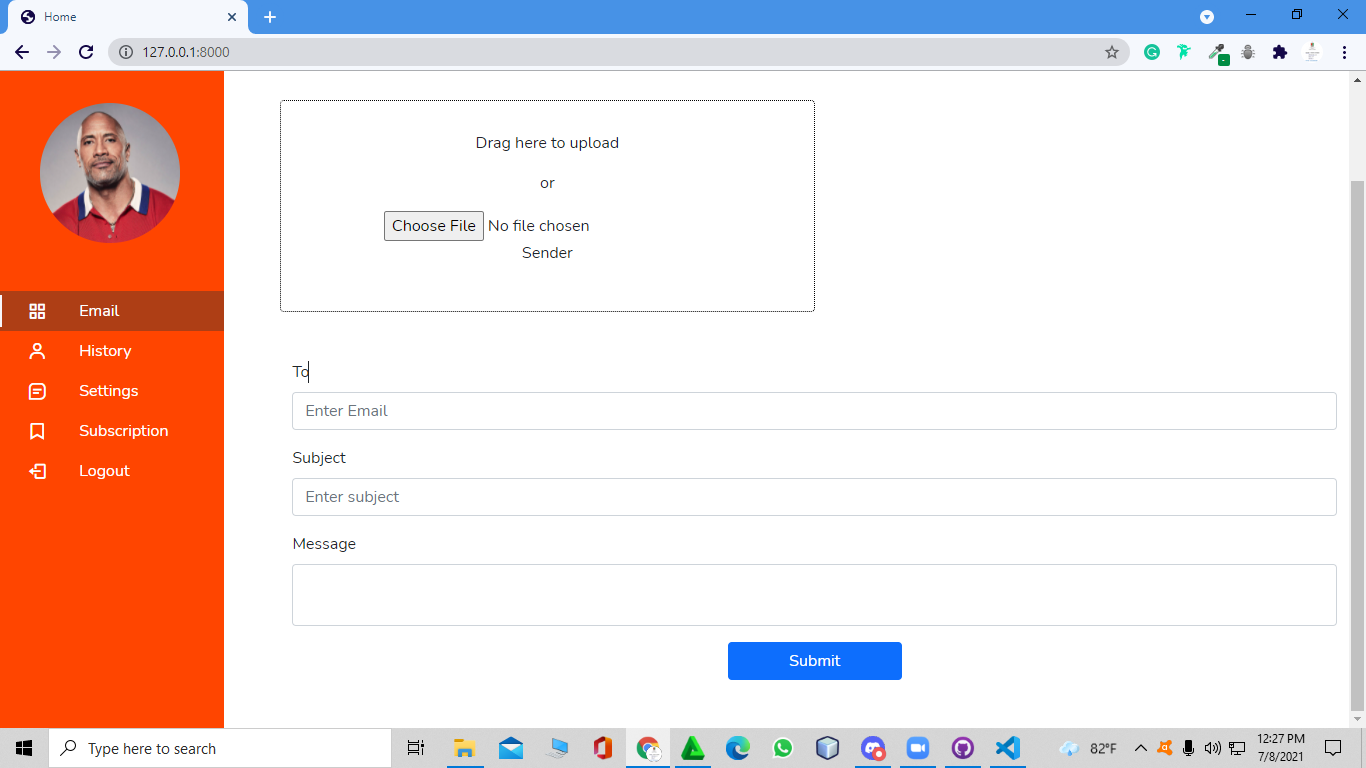 Home
127.0.0.1:8000
Email
History
Settings
Subscription
Logout
Drag here to upload
or
Choose File No file chosen
Sender
To
Enter Email
Subject
Enter subject
Message
Submit
Type here to search
82°F
12:27 PM
7/8/2021